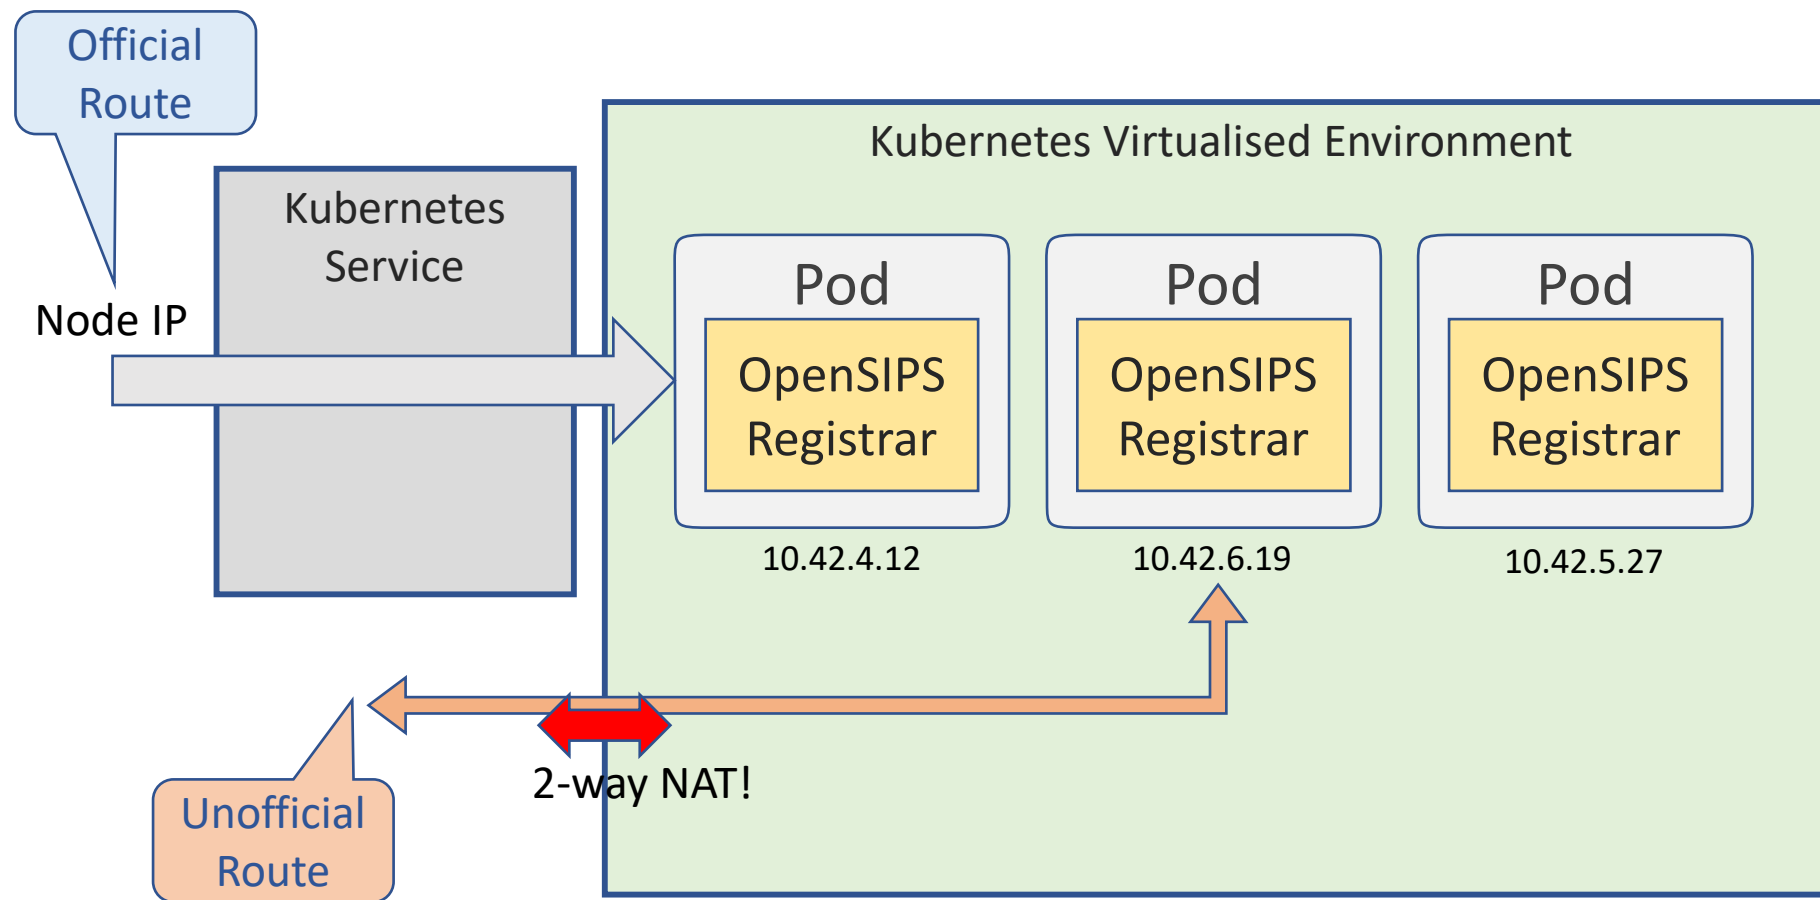 Official
Route
Kubernetes Virtualised Environment
Kubernetes
Service
Node IP
Pod
OpenSIPS
Registrar
10.42.4.12
Pod
OpenSIPS
Registrar
10.42.6.19
Pod
OpenSIPS
Registrar
10.42.5.27
2-way NAT!
Unofficial
Route